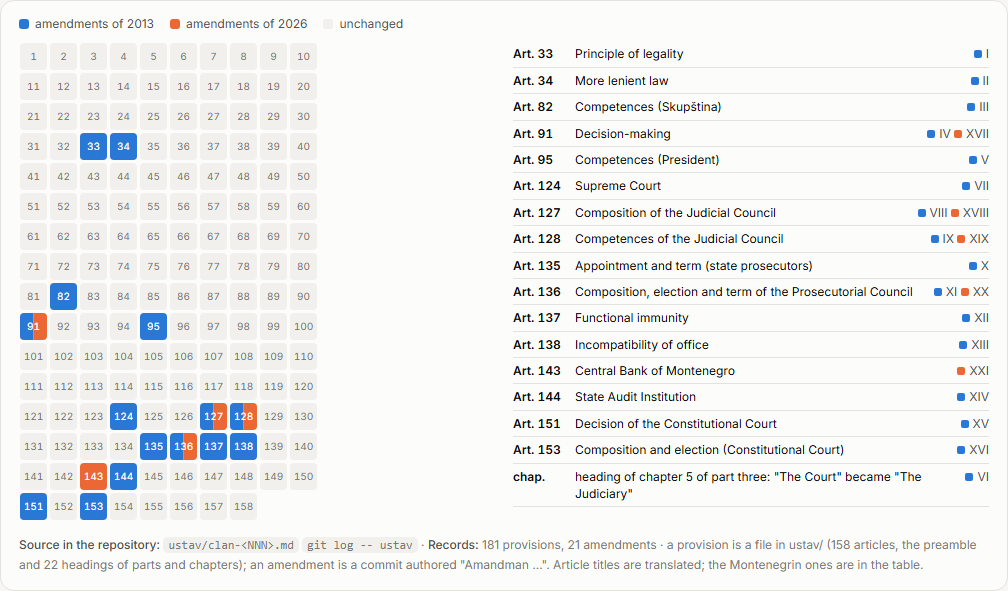 amendments of 2013 amendments of 2026 unchanged
1 2 3 4 5 6 7 8 9 10
11 12 13 14 15 16 17 18 19 20
21 22 23 24 25 26 27 28 29 30
31 32 33 34 35 36 37 38 39 40
41 42 43 44 45 46 47 48 49 50
51 52 53 54 55 56 57 58 59 60
61 62 63 64 65 66 67 68 69 70
71 72 73 74 75 76 77 78 79 80
81 82 83 84 85 86 87 88 89 90
91 92 93 94 95 96 97 98 99 100
101 102 103 104 105 106 107 108 109 110
111 112 113 114 115 116 117 118 119 120
121 122 123 124 125 126 127 128 129 130
131 132 133 134 135 136 137 138 139 140
141 142 143 144 145 146 147 148 149 150
151 152 153 154 155 156 157 158
Art. 33 Principle of legality I
Art. 34 More lenient law II
Art. 82 Competences (Skupština) III
Art. 91 Decision-making IV XVII
Art. 95 Competences (President) V
Art. 124 Supreme Court VII
Art. 127 Composition of the Judicial Council VIII XVIII
Art. 128 Competences of the Judicial Council IX XIX
Art. 135 Appointment and term (state prosecutors) X
Art. 136 Composition, election and term of the Prosecutorial Council XI XX
Art. 137 Functional immunity XII
Art. 138 Incompatibility of office XIII
Art. 143 Central Bank of Montenegro XXI
Art. 144 State Audit Institution XIV
Art. 151 Decision of the Constitutional Court XV
Art. 153 Composition and election (Constitutional Court) XVI
chap. heading of chapter 5 of part three: "The Court" became "The VI
Judiciary"
Source in the repository: ustav/clan-<NNN>.md git log -- ustav · Records: 181 provisions, 21 amendments · a provision is a file in ustav/ (158 articles, the preamble
and 22 headings of parts and chapters); an amendment is a commit authored "Amandman ...". Article titles are translated; the Montenegrin ones are in the table.